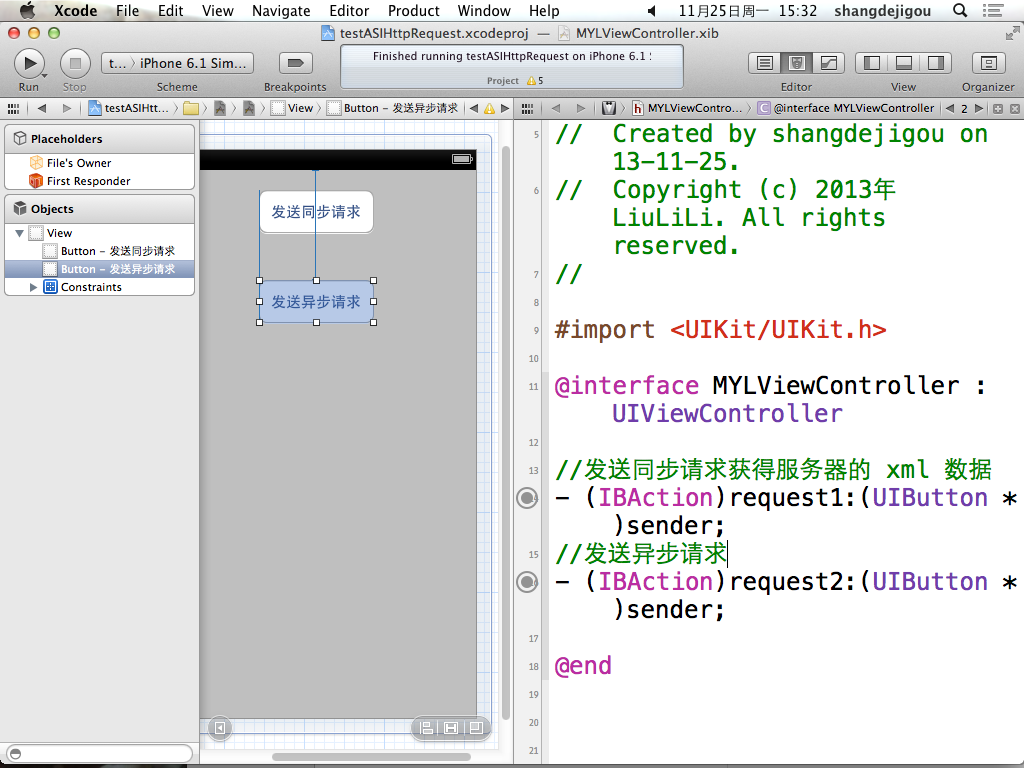 Xcode File Edit View Navigate Editor Product Window Help 11月25日周一 15:32 shangdejigou
testASIHttpRequest.xcodeproj — MYLViewController.xib
t... iPhone 6.1 Sim...
Finished running testASIHttpRequest on iPhone 6.1
Project 5
Run Stop Scheme Breakpoints Editor View Organizer
testASIHtt... View Button – 发送异步请求
h MYLViewContro... C @interface MYLViewController 2
Placeholders
File's Owner
First Responder
Objects
View
Button – 发送同步请求
Button – 发送异步请求
Constraints
发送同步请求
发送异步请求
5 // Created by shangdejigou on
13-11-25.
6 // Copyright (c) 2013年
LiuLiLi. All rights
reserved.
7 //
8
9 #import <UIKit/UIKit.h>
10
11 @interface MYLViewController :
UIViewController
12
13 //发送同步请求获得服务器的 xml 数据
- (IBAction)request1:(UIButton *
)sender;
15 //发送异步请求
- (IBAction)request2:(UIButton *
)sender;
17
18 @end
19
20
21